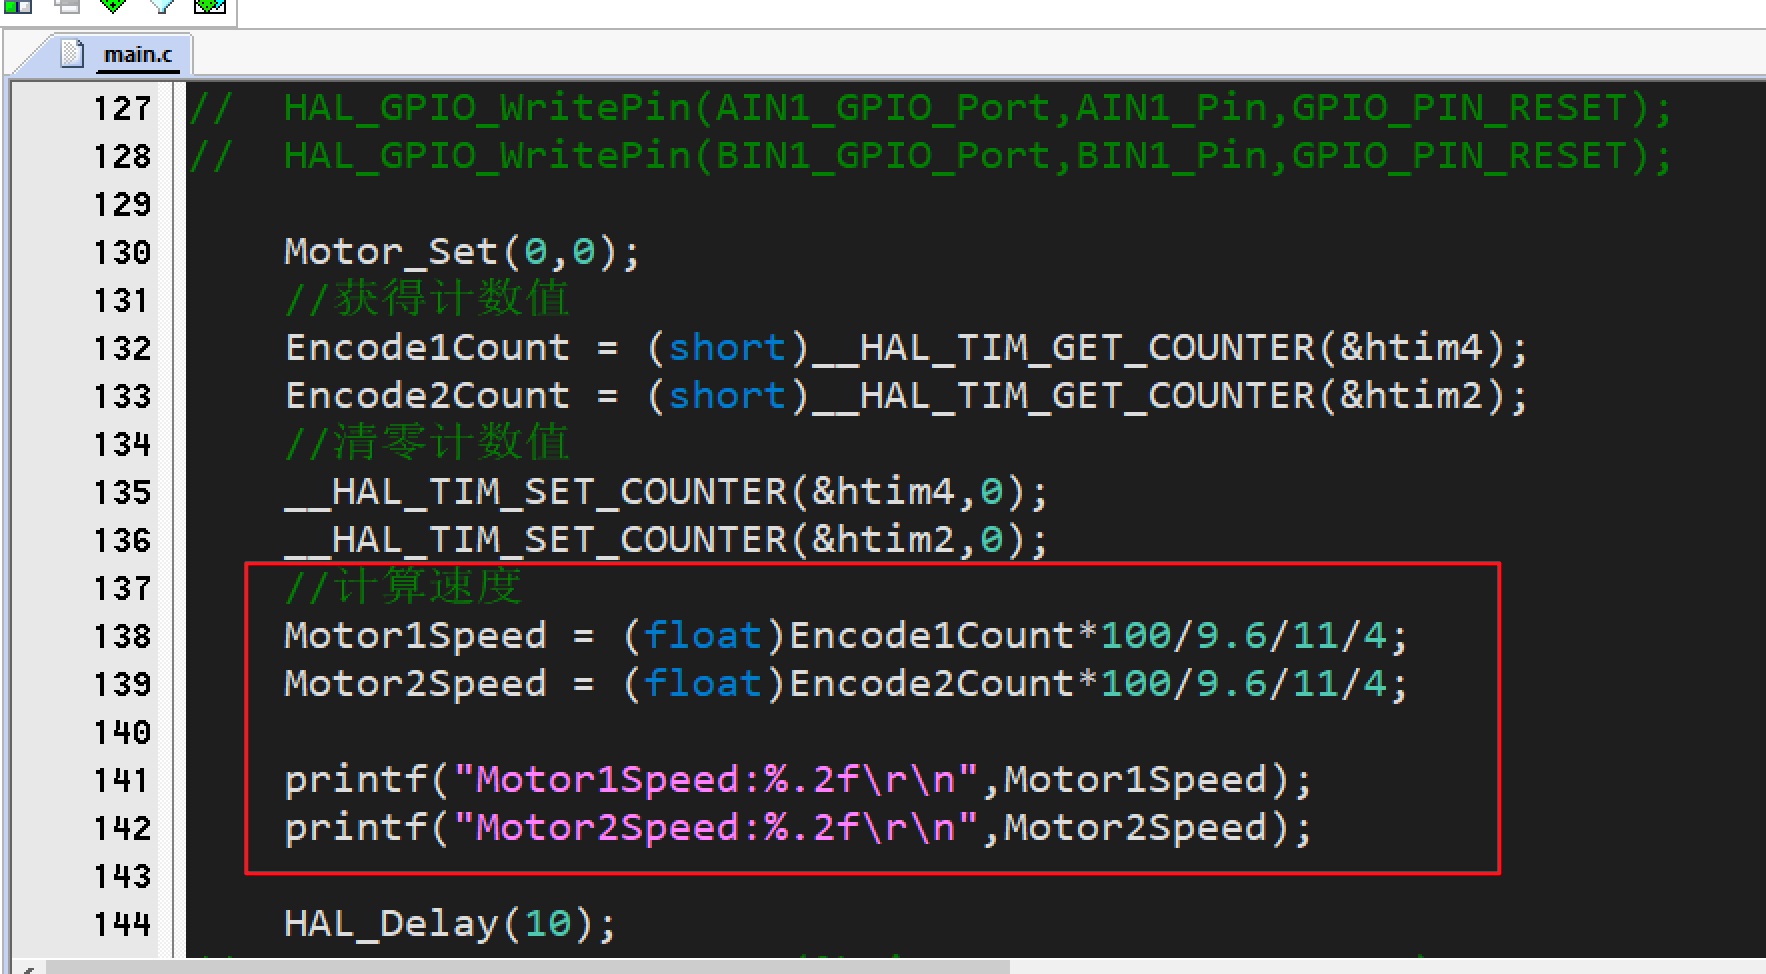 main.c
127 //  HAL_GPIO_WritePin(AIN1_GPIO_Port,AIN1_Pin,GPIO_PIN_RESET);
128 //  HAL_GPIO_WritePin(BIN1_GPIO_Port,BIN1_Pin,GPIO_PIN_RESET);
129
130 Motor_Set(0,0);
131 //获得计数值
132 Encode1Count = (short)__HAL_TIM_GET_COUNTER(&htim4);
133 Encode2Count = (short)__HAL_TIM_GET_COUNTER(&htim2);
134 //清零计数值
135 __HAL_TIM_SET_COUNTER(&htim4,0);
136 __HAL_TIM_SET_COUNTER(&htim2,0);
137 //计算速度
138 Motor1Speed = (float)Encode1Count*100/9.6/11/4;
139 Motor2Speed = (float)Encode2Count*100/9.6/11/4;
140
141 printf("Motor1Speed:%.2f\r\n",Motor1Speed);
142 printf("Motor2Speed:%.2f\r\n",Motor2Speed);
143
144 HAL_Delay(10);